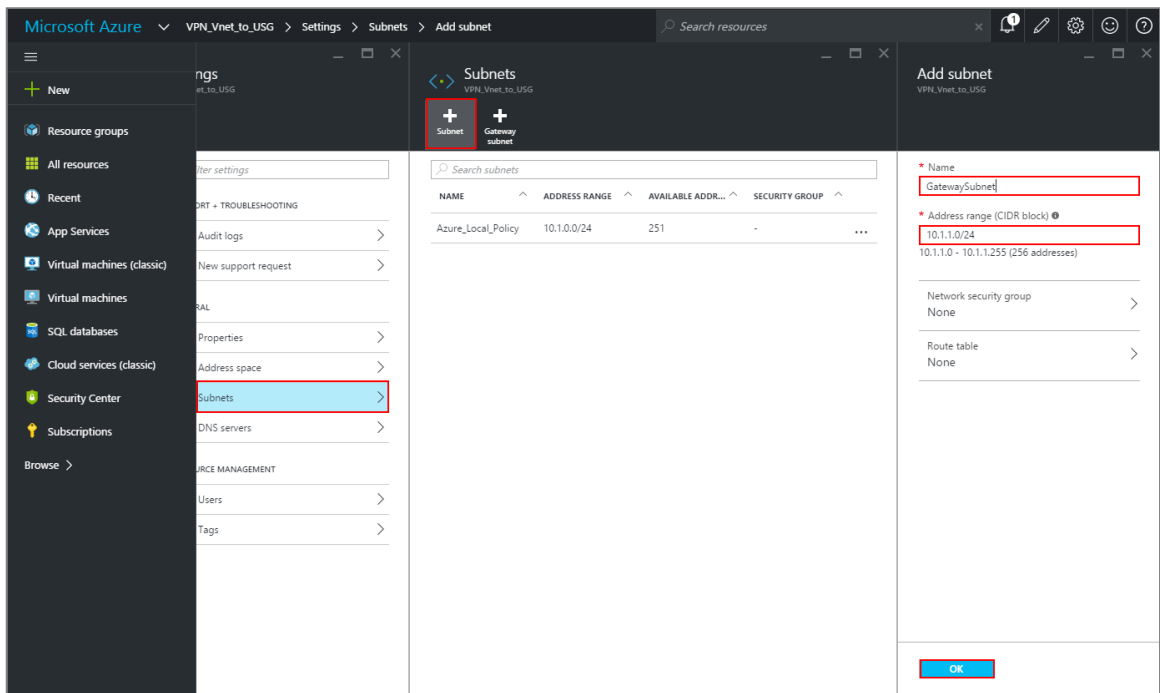 Microsoft Azure VPN_Vnet_to_USG > Settings > Subnets > Add subnet Search resources 1
New
Resource groups
All resources
Recent
App Services
Virtual machines (classic)
Virtual machines
SQL databases
Cloud services (classic)
Security Center
Subscriptions
Browse >
ngs
et_to_USG
lter settings
ORT + TROUBLESHOOTING
Audit logs
New support request
RAL
Properties
Address space
Subnets
DNS servers
URCE MANAGEMENT
Users
Tags
Subnets
VPN_Vnet_to_USG
Subnet
Gateway
subnet
Search subnets
NAME ADDRESS RANGE AVAILABLE ADDR... SECURITY GROUP
Azure_Local_Policy 10.1.0.0/24 251 - ...
Add subnet
VPN_Vnet_to_USG
* Name
GatewaySubnet
* Address range (CIDR block)
10.1.1.0/24
10.1.1.0 - 10.1.1.255 (256 addresses)
Network security group
None
Route table
None
OK